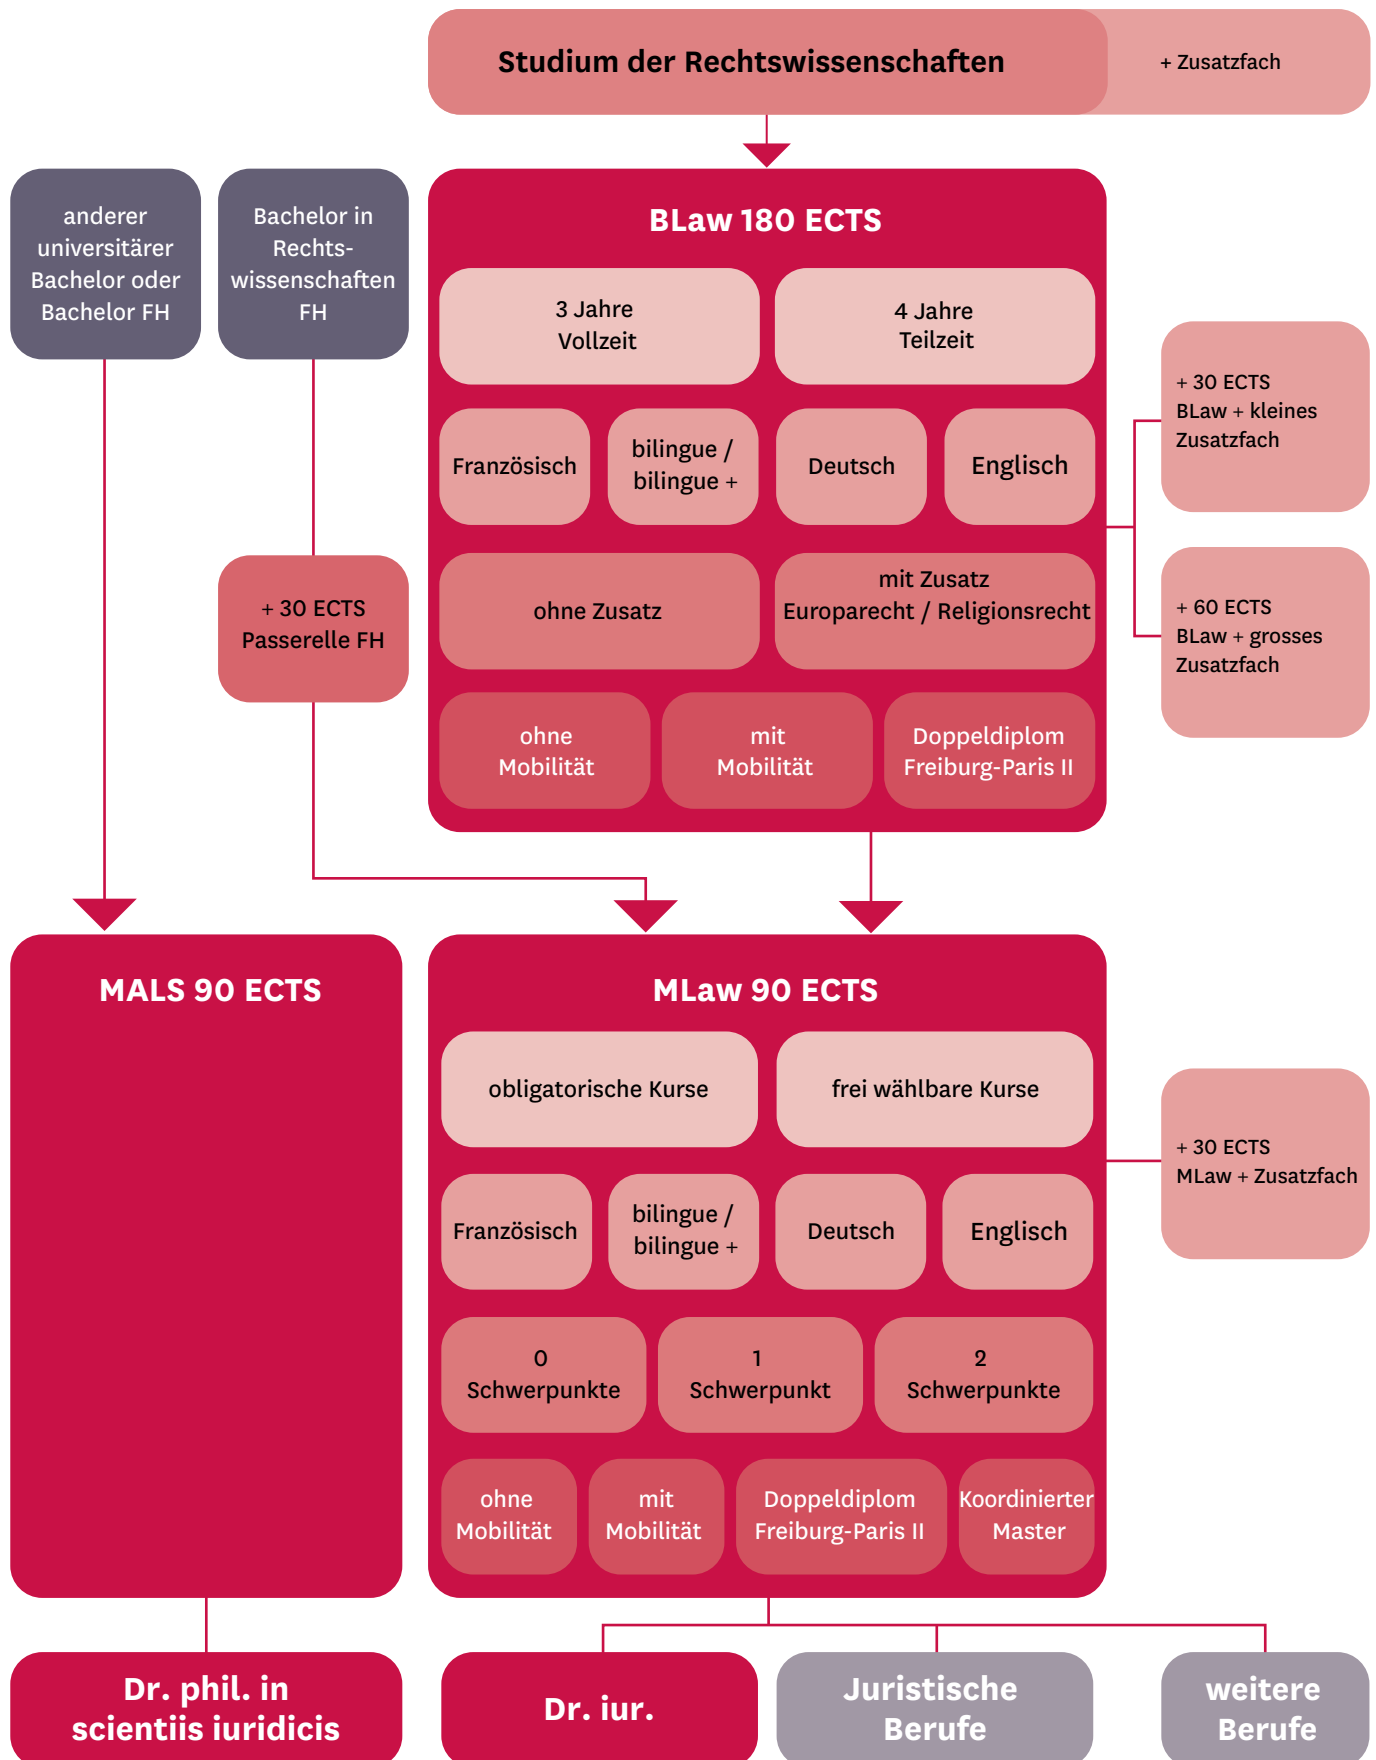 Studium der Rechtswissenschaften
+ Zusatzfach
anderer
universitärer
Bachelor oder
Bachelor FH
Bachelor in
Rechts-
wissenschaften
FH
BLaw 180 ECTS
3 Jahre
Vollzeit
4 Jahre
Teilzeit
Französisch
bilingue /
bilingue +
Deutsch
Englisch
+ 30 ECTS
BLaw + kleines
Zusatzfach
+ 30 ECTS
Passerelle FH
ohne Zusatz
mit Zusatz
Europarecht / Religionsrecht
+ 60 ECTS
BLaw + grosses
Zusatzfach
ohne
Mobilität
mit
Mobilität
Doppeldiplom
Freiburg-Paris II
MALS 90 ECTS
MLaw 90 ECTS
obligatorische Kurse
frei wählbare Kurse
+ 30 ECTS
MLaw + Zusatzfach
Französisch
bilingue /
bilingue +
Deutsch
Englisch
0
Schwerpunkte
1
Schwerpunkt
2
Schwerpunkte
ohne
Mobilität
mit
Mobilität
Doppeldiplom
Freiburg-Paris II
Koordinierter
Master
Dr. phil. in
scientiis iuridicis
Dr. iur.
Juristische
Berufe
weitere
Berufe